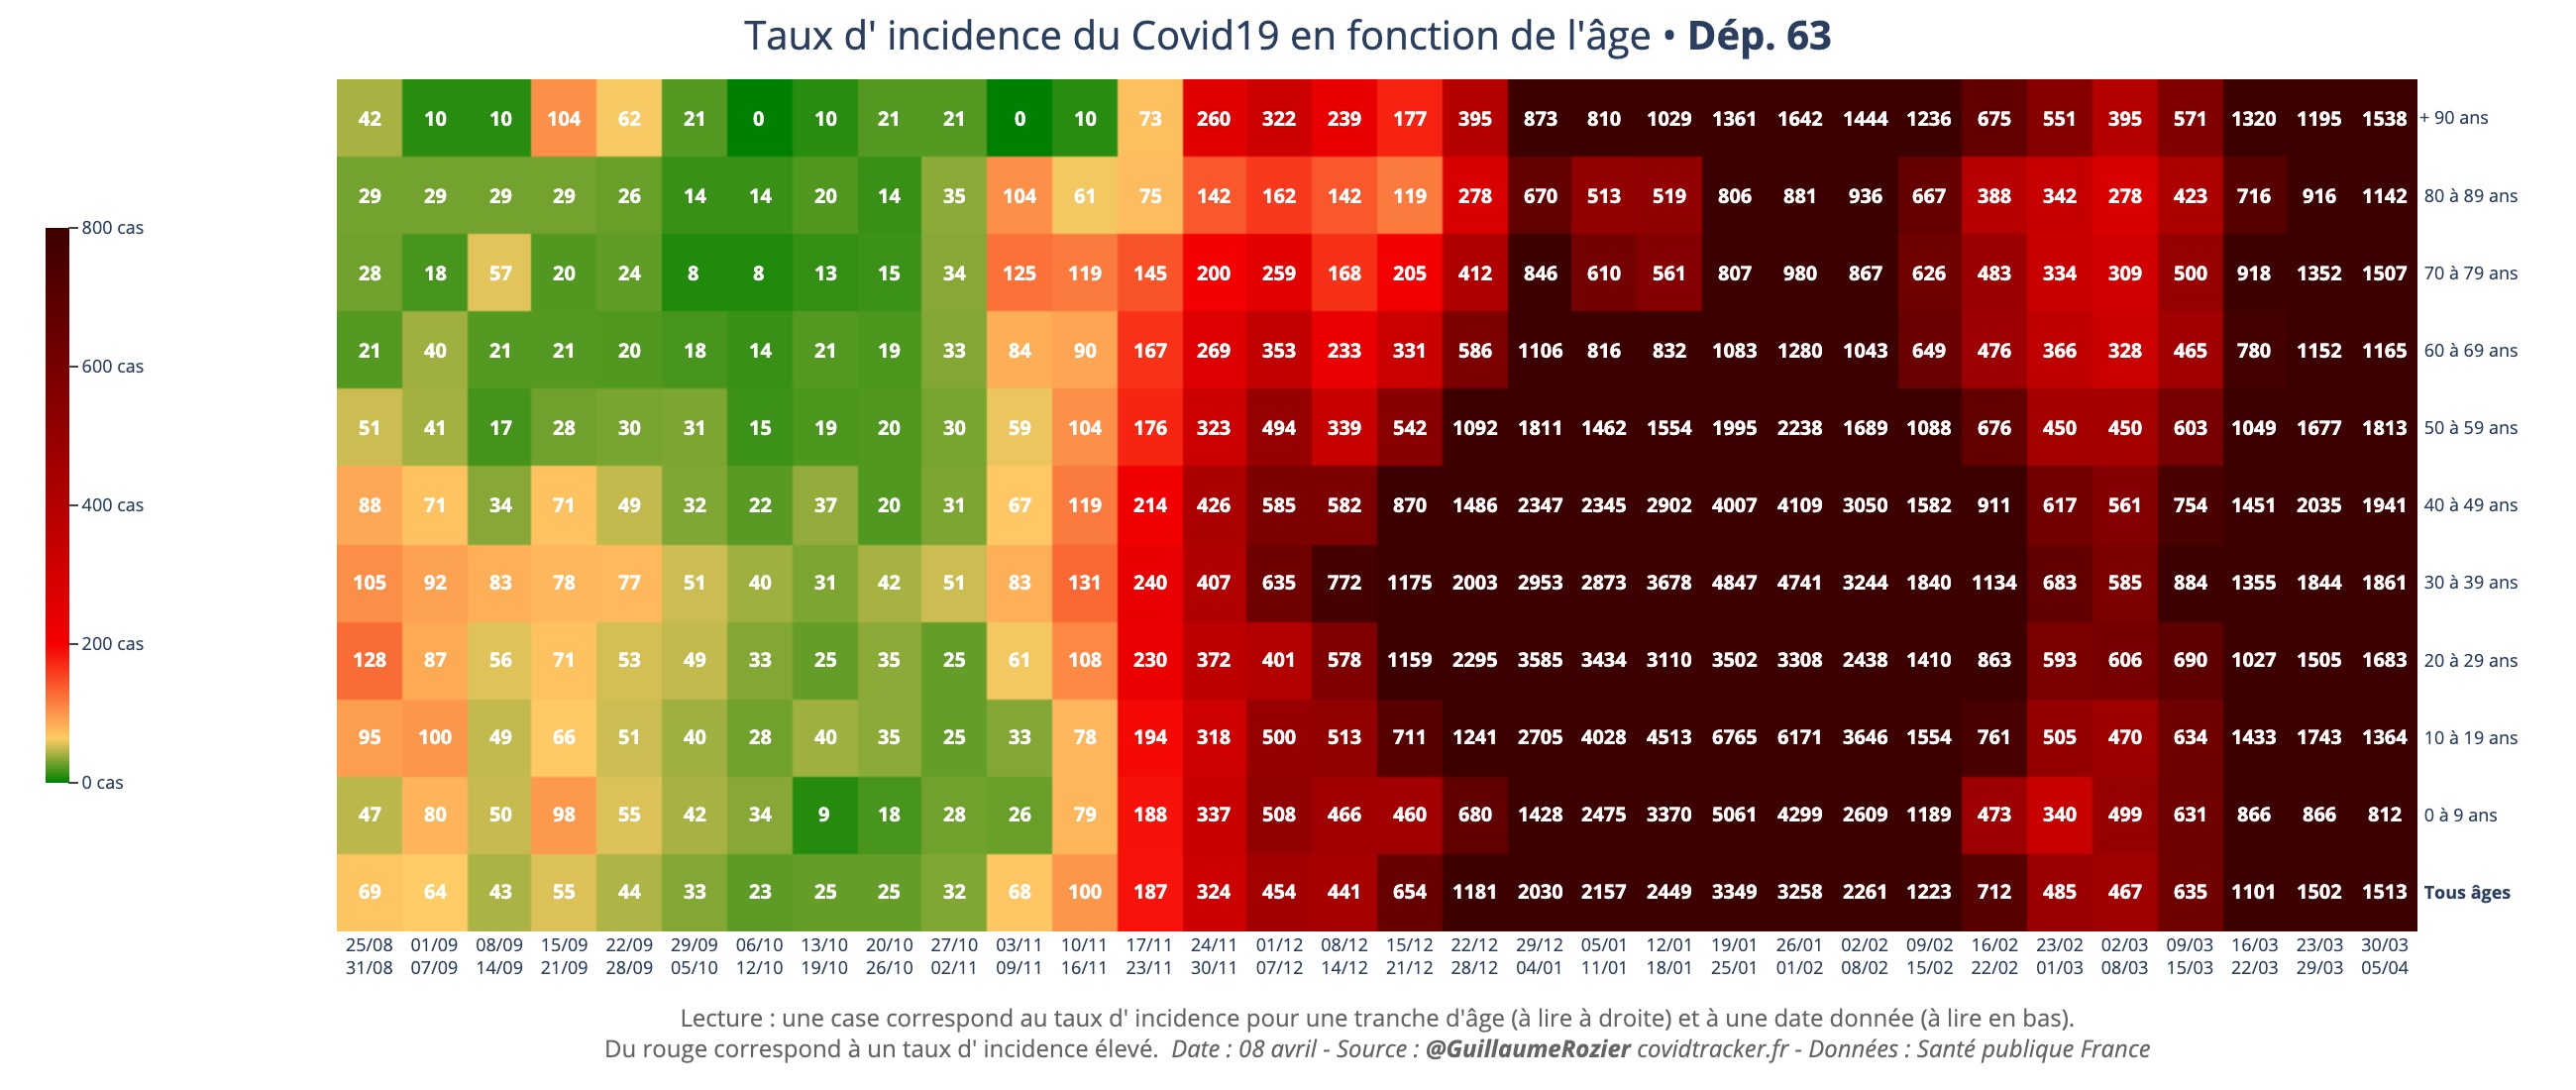 Taux d' incidence du Covid19 en fonction de l'âge • Dép. 63
42 10 10 104 62 21 0 10 21 21 0 10 73 260 322 239 177 395 873 810 1029 1361 1642 1444 1236 675 551 395 571 1320 1195 1538 + 90 ans
29 29 29 29 26 14 14 20 14 35 104 61 75 142 162 142 119 278 670 513 519 806 881 936 667 388 342 278 423 716 916 1142 80 à 89 ans
800 cas
28 18 57 20 24 8 8 13 15 34 125 119 145 200 259 168 205 412 846 610 561 807 980 867 626 483 334 309 500 918 1352 1507 70 à 79 ans
21 40 21 21 20 18 14 21 19 33 84 90 167 269 353 233 331 586 1106 816 832 1083 1280 1043 649 476 366 328 465 780 1152 1165 60 à 69 ans
600 cas
51 41 17 28 30 31 15 19 20 30 59 104 176 323 494 339 542 1092 1811 1462 1554 1995 2238 1689 1088 676 450 450 603 1049 1677 1813 50 à 59 ans
400 cas
88 71 34 71 49 32 22 37 20 31 67 119 214 426 585 582 870 1486 2347 2345 2902 4007 4109 3050 1582 911 617 561 754 1451 2035 1941 40 à 49 ans
105 92 83 78 77 51 40 31 42 51 83 131 240 407 635 772 1175 2003 2953 2873 3678 4847 4741 3244 1840 1134 683 585 884 1355 1844 1861 30 à 39 ans
200 cas
128 87 56 71 53 49 33 25 35 25 61 108 230 372 401 578 1159 2295 3585 3434 3110 3502 3308 2438 1410 863 593 606 690 1027 1505 1683 20 à 29 ans
95 100 49 66 51 40 28 40 35 25 33 78 194 318 500 513 711 1241 2705 4028 4513 6765 6171 3646 1554 761 505 470 634 1433 1743 1364 10 à 19 ans
0 cas
47 80 50 98 55 42 34 9 18 28 26 79 188 337 508 466 460 680 1428 2475 3370 5061 4299 2609 1189 473 340 499 631 866 866 812 0 à 9 ans
69 64 43 55 44 33 23 25 25 32 68 100 187 324 454 441 654 1181 2030 2157 2449 3349 3258 2261 1223 712 485 467 635 1101 1502 1513 Tous âges
25/08 01/09 08/09 15/09 22/09 29/09 06/10 13/10 20/10 27/10 03/11 10/11 17/11 24/11 01/12 08/12 15/12 22/12 29/12 05/01 12/01 19/01 26/01 02/02 09/02 16/02 23/02 02/03 09/03 16/03 23/03 30/03
31/08 07/09 14/09 21/09 28/09 05/10 12/10 19/10 26/10 02/11 09/11 16/11 23/11 30/11 07/12 14/12 21/12 28/12 04/01 11/01 18/01 25/01 01/02 08/02 15/02 22/02 01/03 08/03 15/03 22/03 29/03 05/04
Lecture : une case correspond au taux d' incidence pour une tranche d'âge (à lire à droite) et à une date donnée (à lire en bas).
Du rouge correspond à un taux d' incidence élevé. Date : 08 avril - Source : @GuillaumeRozier covidtracker.fr - Données : Santé publique France